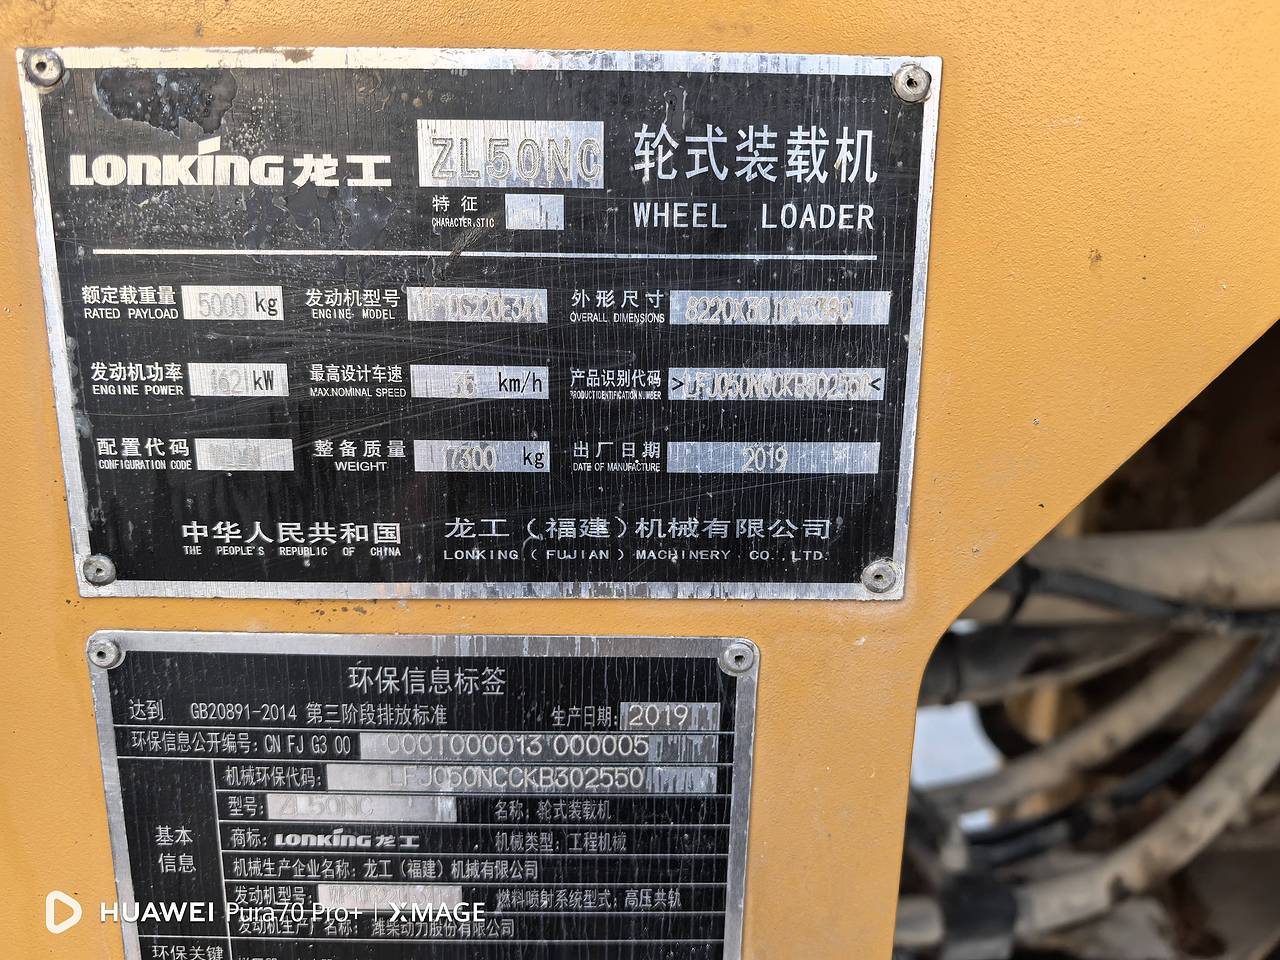 LONKING 龙工 ZL50NC 轮式装载机
特征
CHARACTER.STIC
WHEEL LOADER
额定载重量 5000 kg 发动机型号 外形尺寸
RATED PAYLOAD ENGINE MODEL OVERALL DIMENSIONS
发动机功率 162 kW 最高设计车速 36 km/h 产品识别代码 >LFJ050NCCKB302550<
ENGINE POWER MAX.NOMINAL SPEED PRODUCT IDENTIFICATION NUMBER
配置代码 整备质量 17300 kg 出厂日期 2019
CONFIGURATION CODE WEIGHT DATE OF MANUFACTURE
中华人民共和国 龙工（福建）机械有限公司
THE PEOPLE'S REPUBLIC OF CHINA LONKING ( FUJIAN ) MACHINERY CO.,LTD.
环保信息标签
达到 GB20891-2014 第三阶段排放标准 生产日期: 2019
环保信息公开编号: CN FJ G3 00 0001000013 000005
机械环保代码: LFJ050NCCKB302550
型号: ZL50NC 名称: 轮式装载机
基本信息
商标: LONKING 龙工 机械类型: 工程机械
机械生产企业名称: 龙工（福建）机械有限公司
发动机型号: 燃料喷射系统型式: 高压共轨
发动机生产厂名称: 潍柴动力股份有限公司
环保关键
HUAWEI Pura70 Pro+ | XMAGE